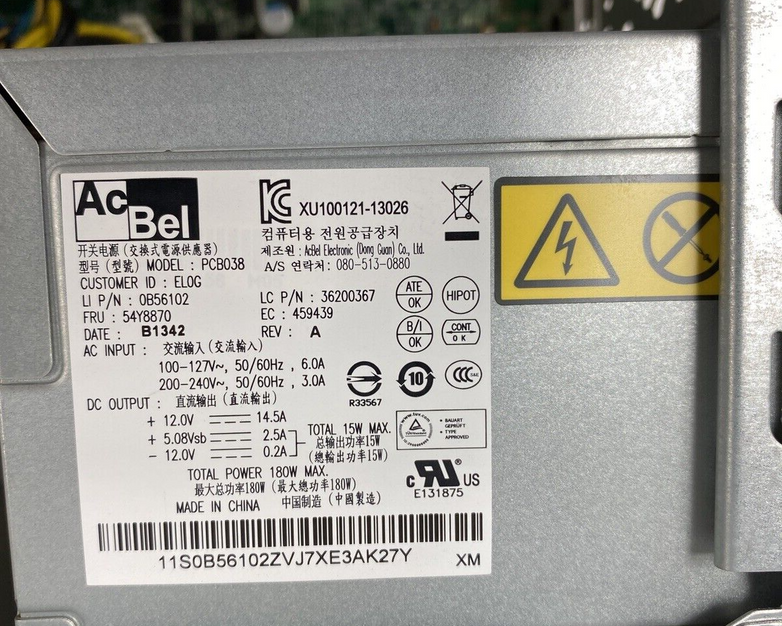 AcBel
XU100121-13026
컴퓨터용 전원공급장치
开关电源 (交換式電源供應器)
제조원 : AcBel Electronic (Dong Guan) Co., Ltd.
型号 (型號) MODEL : PCB038
A/S 연락처: 080-513-0880
CUSTOMER ID : ELOG
LI P/N : 0B56102
LC P/N : 36200367
FRU : 54Y8870
EC : 459439
DATE : B1342
REV : A
ATE OK
HIPOT
B/I OK
CONT OK
AC INPUT : 交流输入 (交流輸入)
100-127V~, 50/60Hz , 6.0A
200-240V~, 50/60Hz , 3.0A
R33567
10
DC OUTPUT : 直流输出 (直流輸出)
+ 12.0V 14.5A
+ 5.08Vsb 2.5A
- 12.0V 0.2A
TOTAL 15W MAX.
总输出功率15W
(總輸出功率15W)
BAUART
GEPRÜFT
TYPE
APPROVED
TOTAL POWER 180W MAX.
最大总功率180W (最大總功率180W)
MADE IN CHINA 中国制造 (中國製造)
c RU ® US
E131875
11S0B56102ZVJ7XE3AK27Y XM